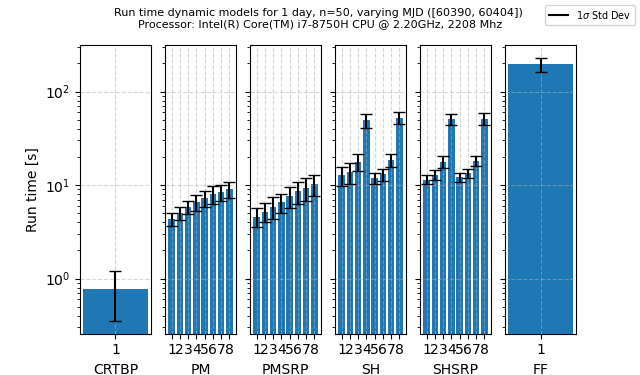 Run time dynamic models for 1 day, n=50, varying MJD ([60390, 60404])
Processor: Intel(R) Core(TM) i7-8750H CPU @ 2.20GHz, 2208 Mhz
1σ Std Dev
Run time [s]
10²
10¹
10⁰
1
12345678
12345678
12345678
12345678
1
CRTBP
PM
PMSRP
SH
SHSRP
FF